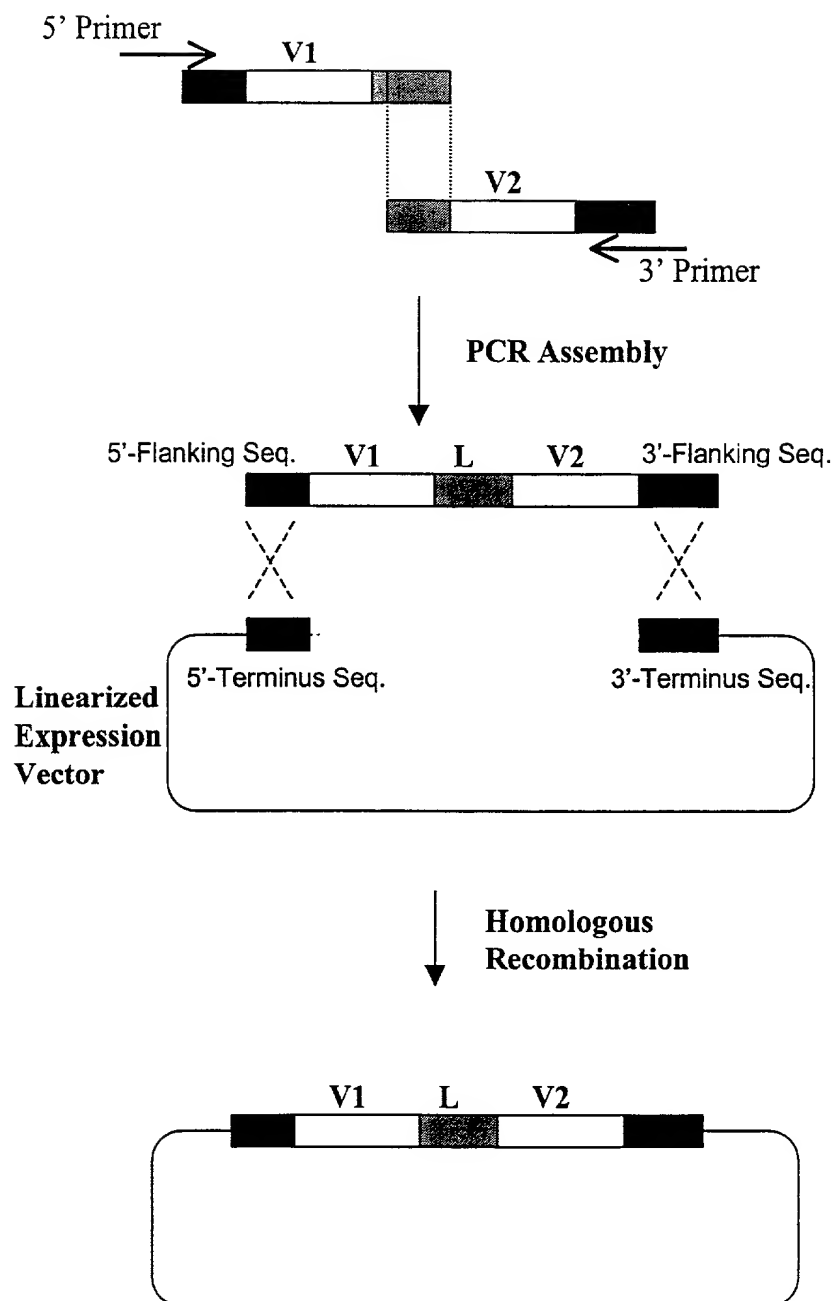 5' Primer
V1
V2
3' Primer
PCR Assembly
5'-Flanking Seq.
V1
L
V2
3'-Flanking Seq.
5'-Terminus Seq.
3'-Terminus Seq.
Linearized
Expression
Vector
Homologous
Recombination
V1
L
V2